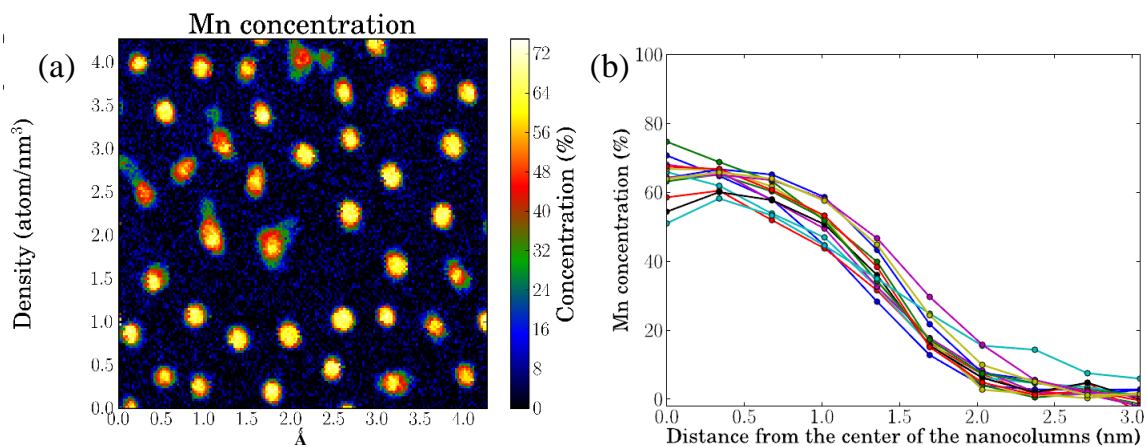 Mn concentration
(a)
4.0
3.5
3.0
2.5
2.0
1.5
1.0
0.5
0.0
Density (atom/nm³)
0.0 0.5 1.0 1.5 2.0 2.5 3.0 3.5 4.0
Å
72
64
56
48
40
32
24
16
8
0
Concentration (%)
(b)
100
80
60
40
20
0
Mn concentration (%)
0.0 0.5 1.0 1.5 2.0 2.5 3.0
Distance from the center of the nanocolumns (nm)